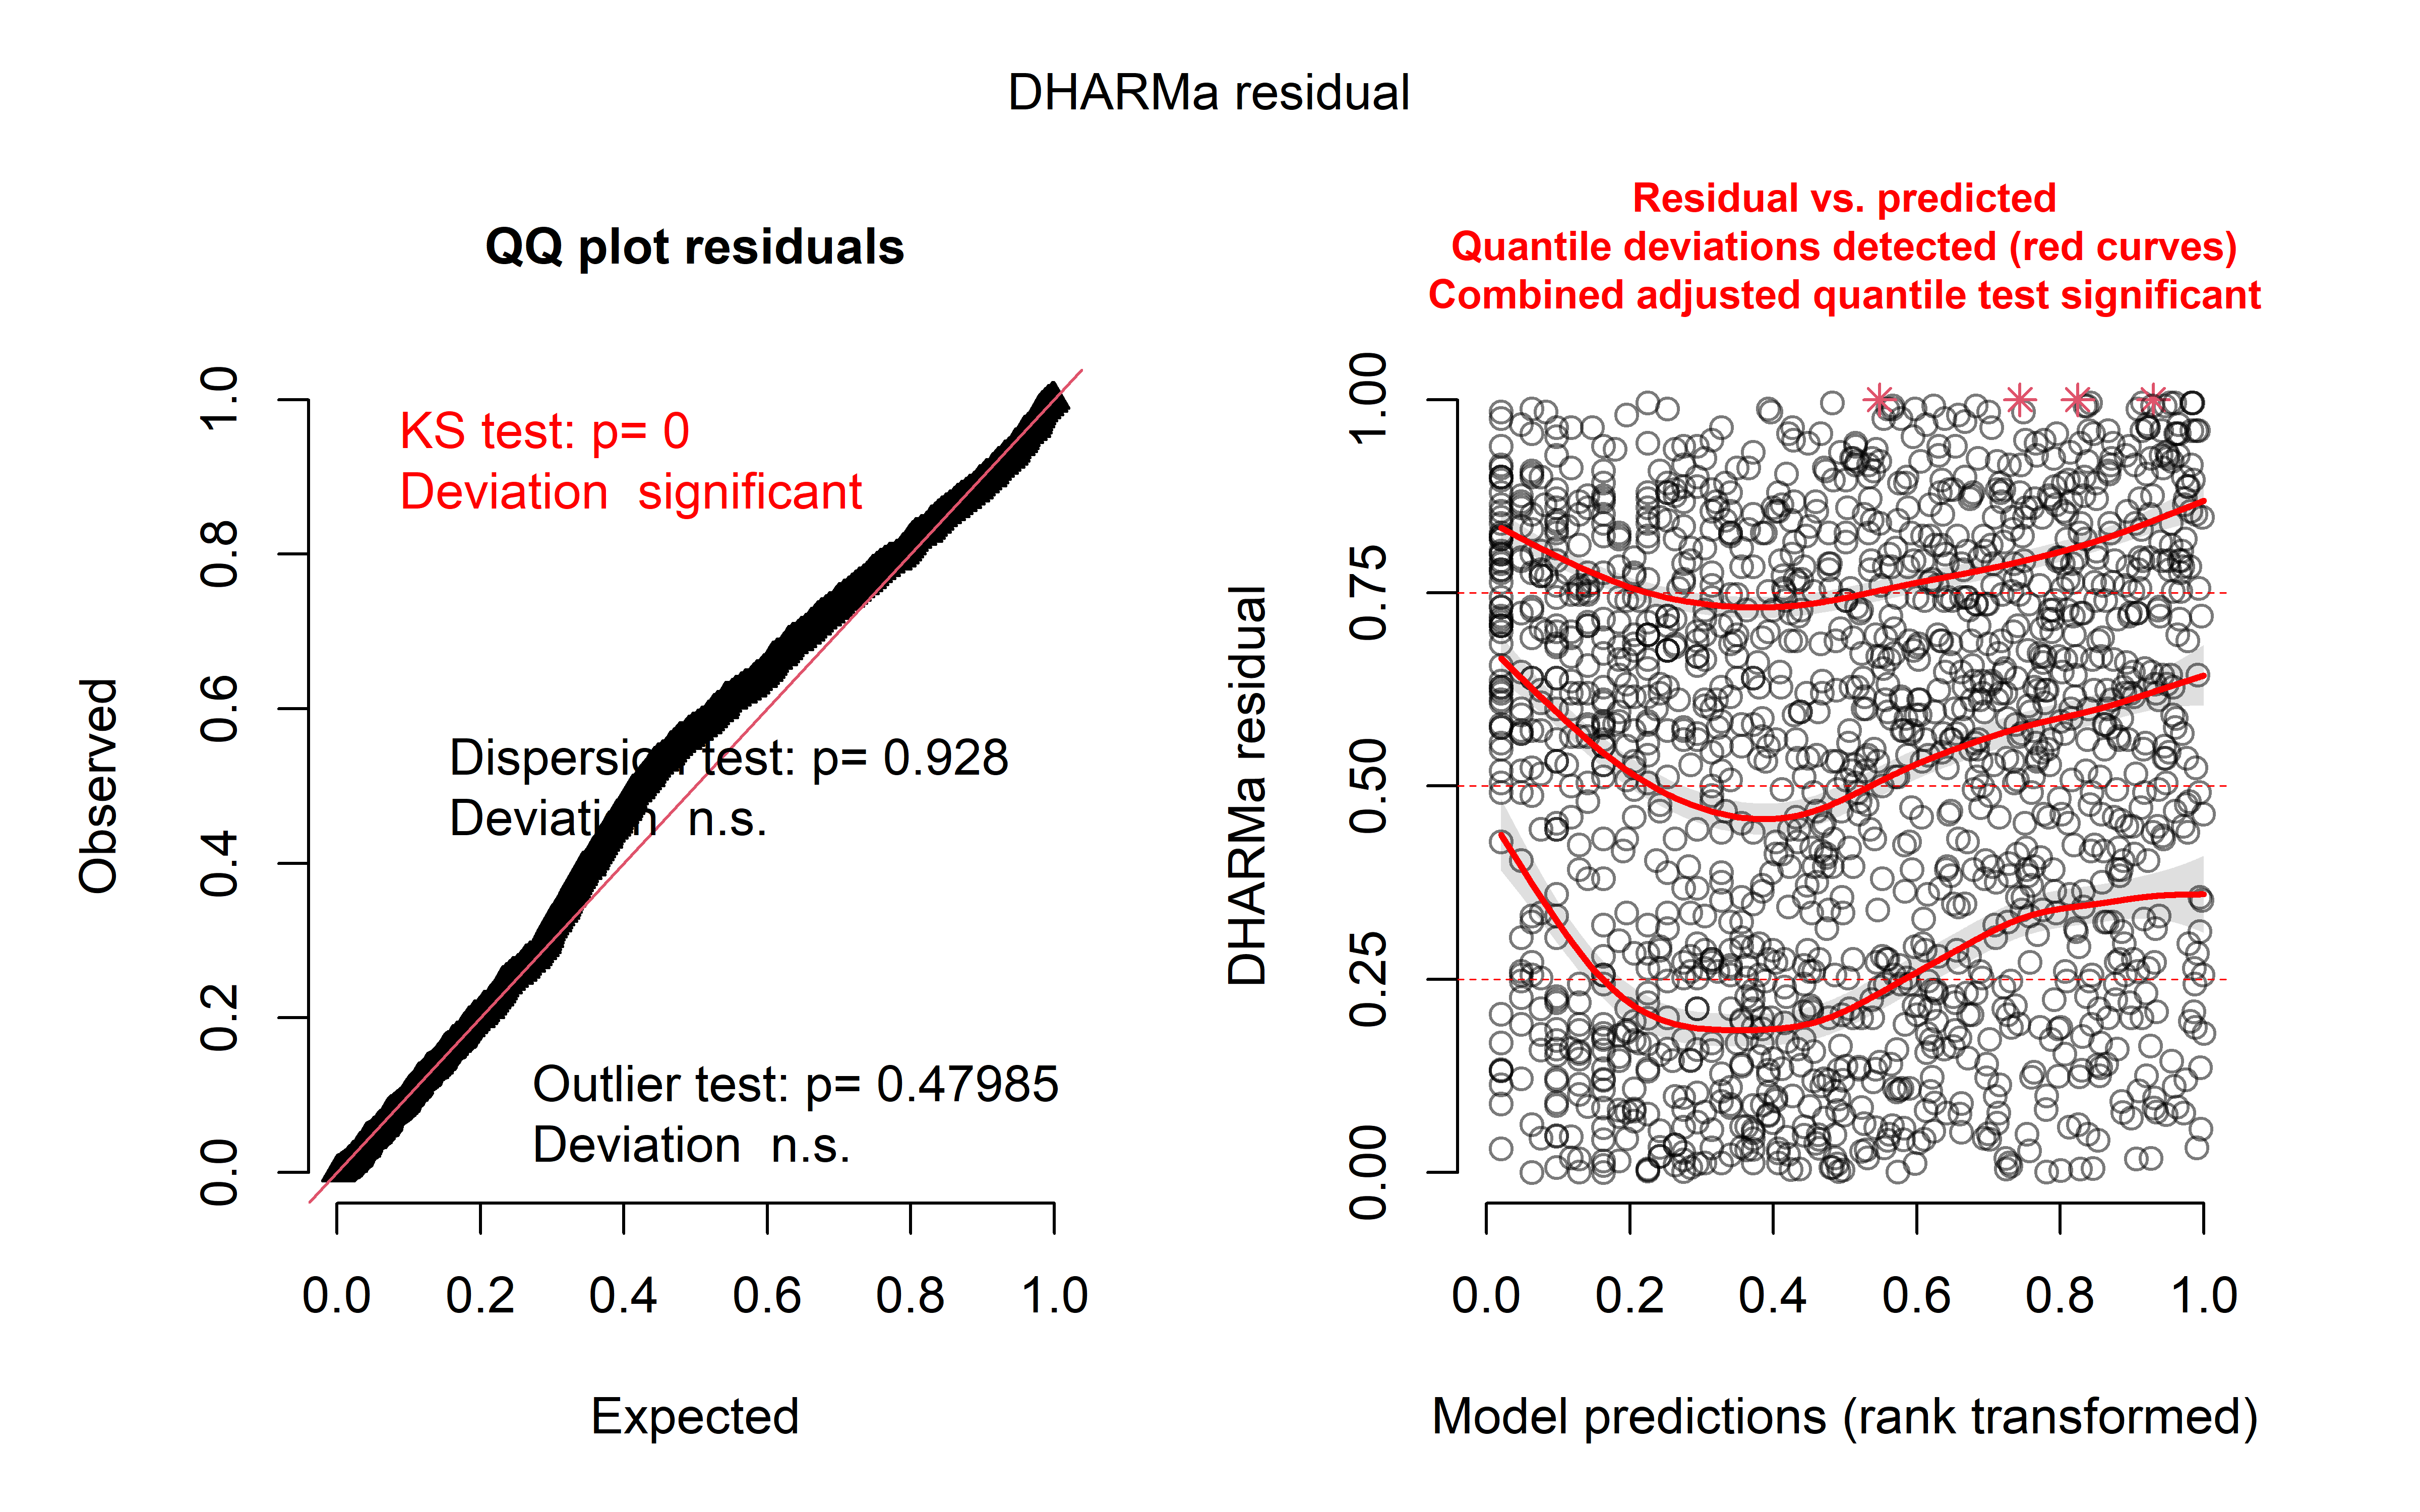 DHARMa residual
QQ plot residuals
KS test: p= 0
Deviation  significant
Dispersion test: p= 0.928
Deviation  n.s.
Outlier test: p= 0.47985
Deviation  n.s.
Observed
1.0
0.8
0.6
0.4
0.2
0.0
0.0 0.2 0.4 0.6 0.8 1.0
Expected
Residual vs. predicted
Quantile deviations detected (red curves)
Combined adjusted quantile test significant
DHARMa residual
1.00
0.75
0.50
0.25
0.00
0.0 0.2 0.4 0.6 0.8 1.0
Model predictions (rank transformed)